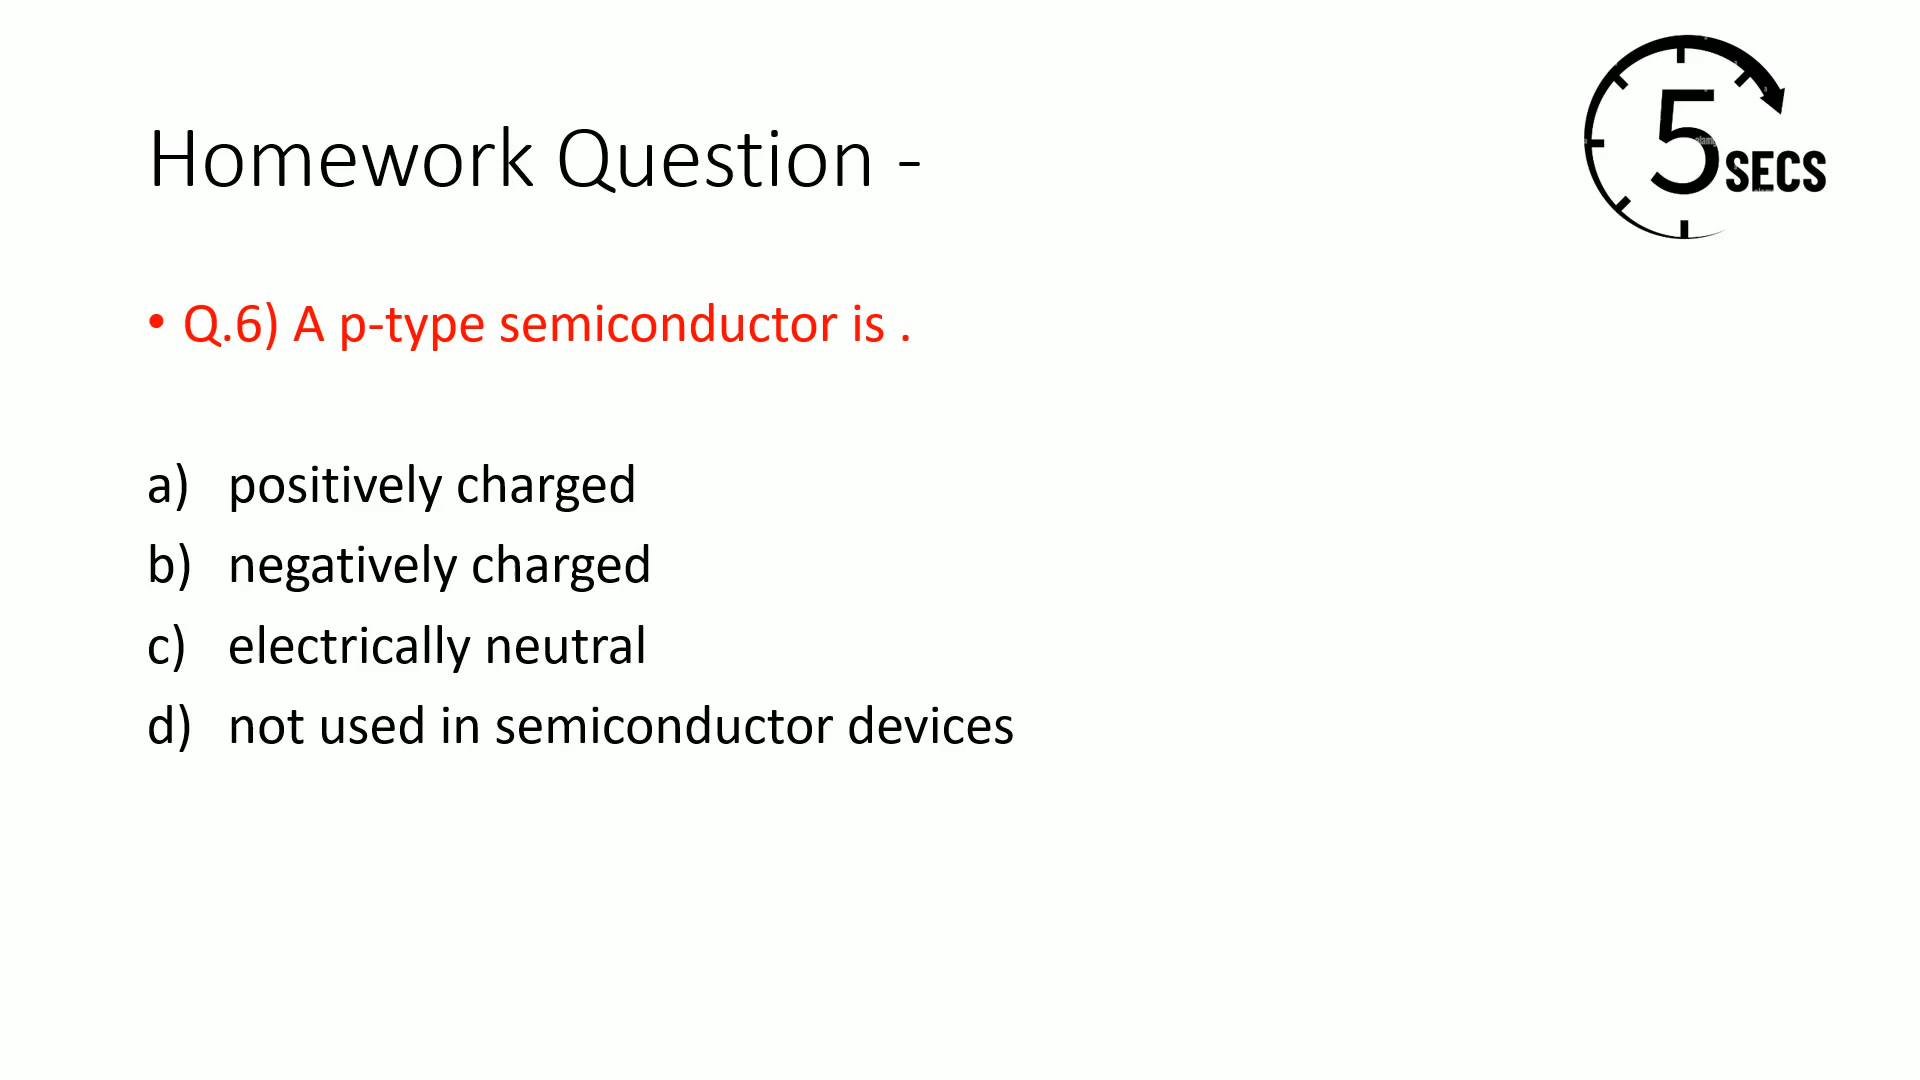 5 SECS
Homework Question -
• Q.6) A p-type semiconductor is .
a) positively charged
b) negatively charged
c) electrically neutral
d) not used in semiconductor devices